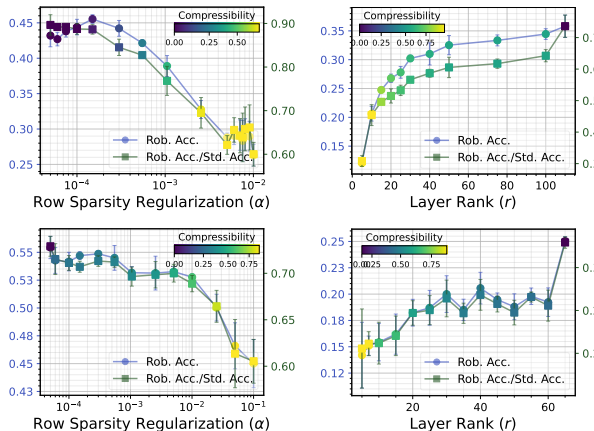 0.45
0.40
0.35
0.30
0.25
0.90
0.80
0.70
0.60
Compressibility
0.00 0.25 0.50
Rob. Acc.
Rob. Acc./Std. Acc.
10⁻⁴ 10⁻³ 10⁻²
Row Sparsity Regularization (α)
0.35
0.30
0.25
0.20
0.15
Compressibility
0.00 0.25 0.50 0.75
Rob. Acc.
Rob. Acc./Std. Acc.
0 20 40 60 80 100
Layer Rank (r)
0.55
0.53
0.50
0.48
0.45
0.43
0.70
0.65
0.60
Compressibility
0.00 0.25 0.50 0.75
Rob. Acc.
Rob. Acc./Std. Acc.
10⁻⁴ 10⁻³ 10⁻² 10⁻¹
Row Sparsity Regularization (α)
0.25
0.23
0.20
0.18
0.15
0.12
Compressibility
0.00 0.25 0.50 0.75
Rob. Acc.
Rob. Acc./Std. Acc.
20 40 60
Layer Rank (r)